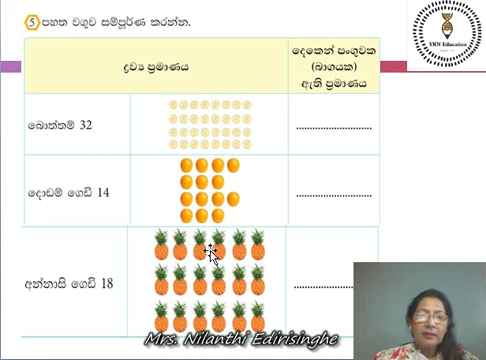 5 පහත වගුව සම්පූර්ණ කරන්න.
YRN Education
ද්‍රව්‍ය ප්‍රමාණය
දෙකෙන් පංගුවක
(බාගයක)
ඇති ප්‍රමාණය
බොත්තම් 32
............................
දොඩම් ගෙඩි 14
............................
අන්නාසි ගෙඩි 18
............................
Mrs. Nilanthi Edirisinghe